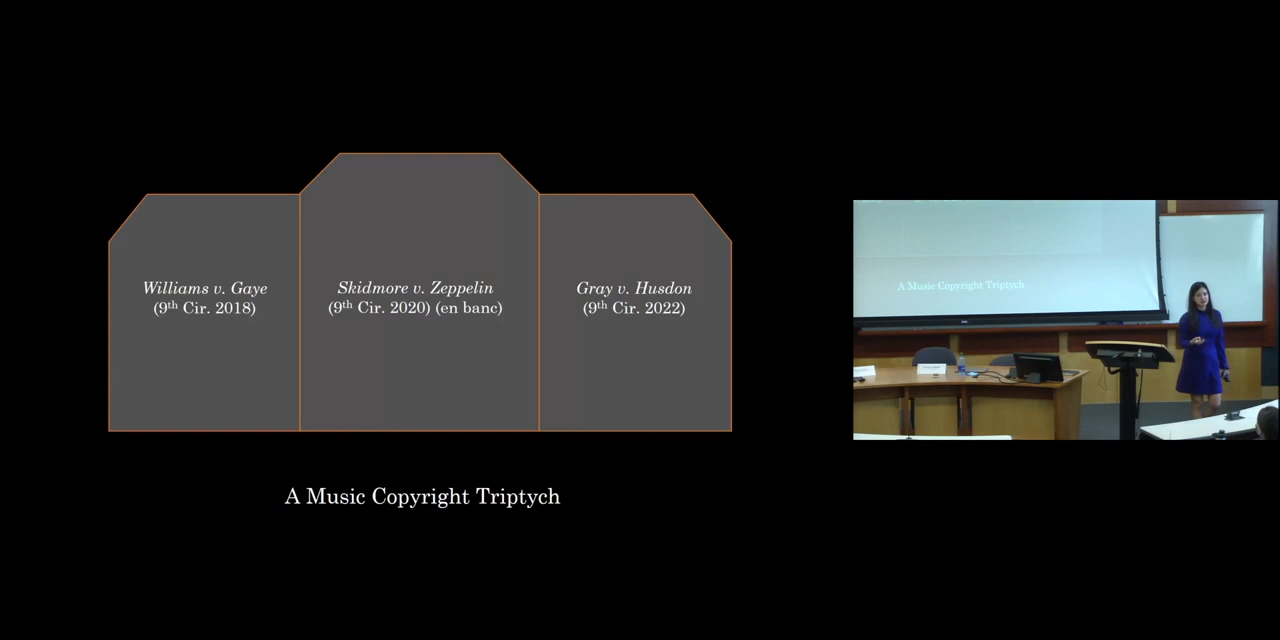 Williams v. Gaye
(9th Cir. 2018)
Skidmore v. Zeppelin
(9th Cir. 2020) (en banc)
Gray v. Husdon
(9th Cir. 2022)
A Music Copyright Triptych
A Music Copyright Triptych